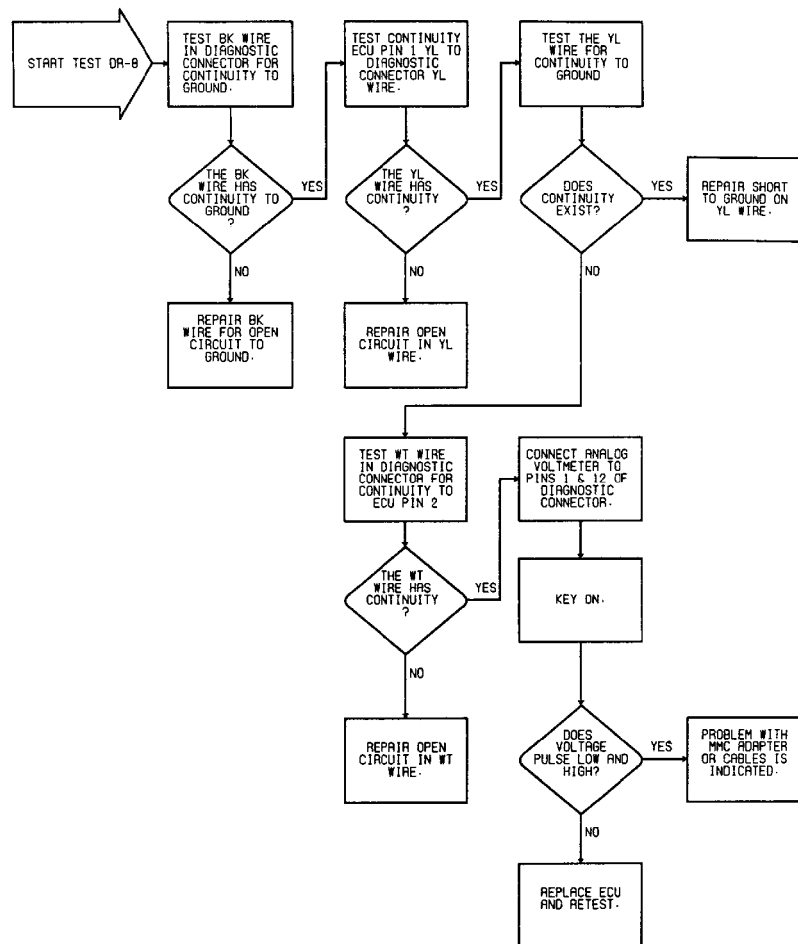 START TEST DR-8
TEST BK WIRE
IN DIAGNOSTIC
CONNECTOR FOR
CONTINUITY TO
GROUND.
TEST CONTINUITY
ECU PIN 1 YL TO
DIAGNOSTIC
CONNECTOR YL
WIRE.
TEST THE YL
WIRE FOR
CONTINUITY TO
GROUND
THE BK
WIRE HAS
CONTINUITY TO
GROUND
?
YES
THE YL
WIRE HAS
CONTINUITY
?
YES
DOES
CONTINUITY
EXIST?
YES
REPAIR SHORT
TO GROUND ON
YL WIRE.
NO
NO
NO
REPAIR BK
WIRE FOR OPEN
CIRCUIT TO
GROUND.
REPAIR OPEN
CIRCUIT IN YL
WIRE.
TEST WT WIRE
IN DIAGNOSTIC
CONNECTOR FOR
CONTINUITY TO
ECU PIN 2
CONNECT ANALOG
VOLTMETER TO
PINS 1 & 12 OF
DIAGNOSTIC
CONNECTOR.
THE WT
WIRE HAS
CONTINUITY
?
YES
KEY ON.
NO
REPAIR OPEN
CIRCUIT IN WT
WIRE.
DOES
VOLTAGE
PULSE LOW AND
HIGH?
YES
PROBLEM WITH
MMC ADAPTER
OR CABLES IS
INDICATED.
NO
REPLACE ECU
AND RETEST.